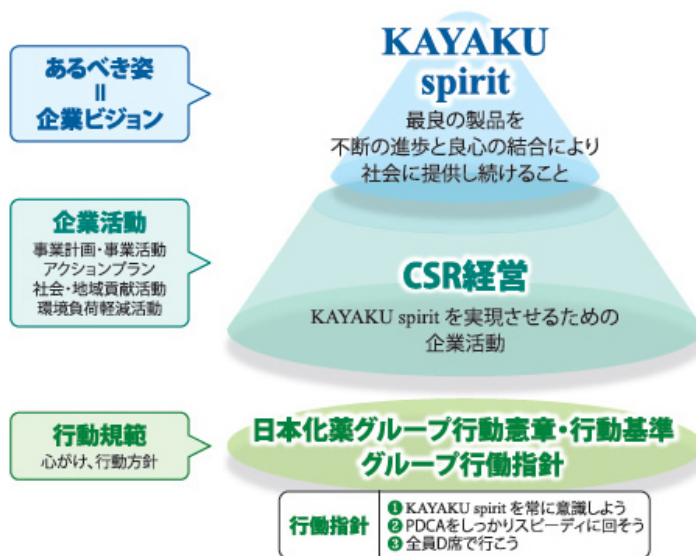 あるべき姿
=
企業ビジョン
KAYAKU
spirit
最良の製品を
不断の進歩と良心の結合により
社会に提供し続けること
企業活動
事業計画・事業活動
アクションプラン
社会・地域貢献活動
環境負荷軽減活動
CSR経営
KAYAKU spirit を実現させるための
企業活動
行動規範
心がけ、行動方針
日本化薬グループ行動憲章・行動基準
グループ行働指針
行働指針
❶ KAYAKU spirit を常に意識しよう
❷ PDCAをしっかりスピーディに回そう
❸ 全員D席で行こう